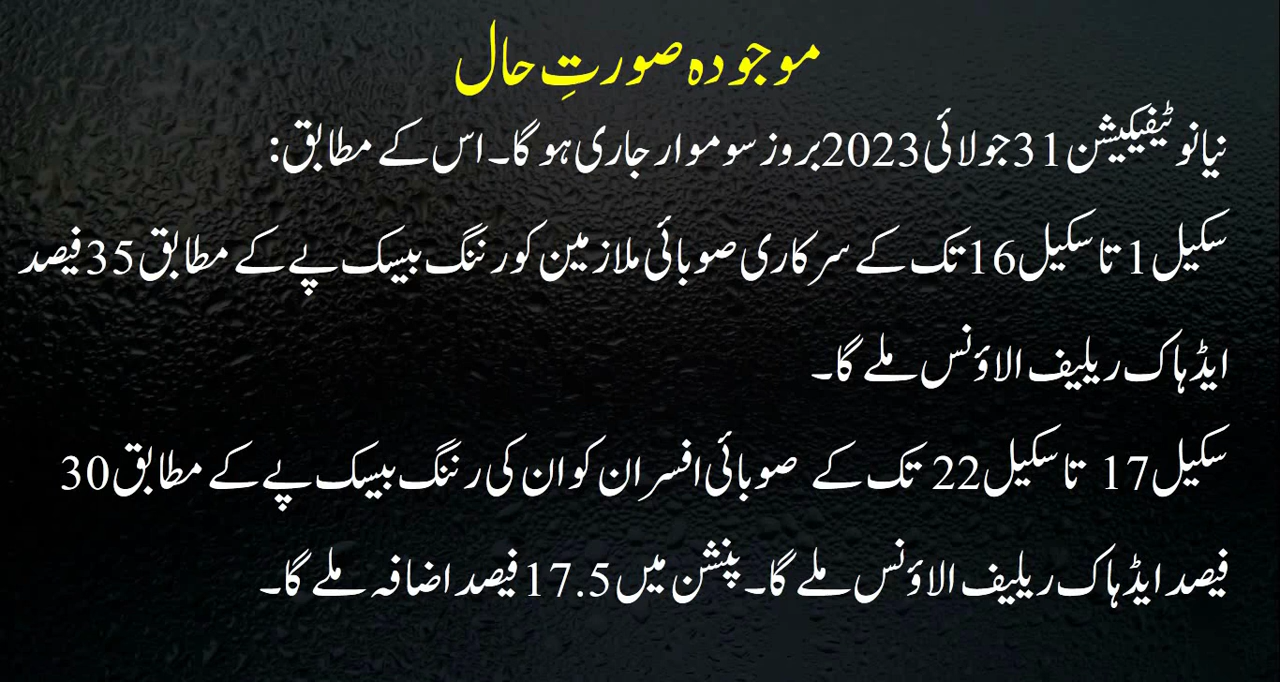 موجودہ صورتِ حال
نیا نوٹیفیکیشن 31 جولائی 2023 بروز سوموار جاری ہو گا۔ اس کے مطابق:
سکیل 1 تا سکیل 16 تک کے سرکاری صوبائی ملازمین کو رننگ بیسک پے کے مطابق 35 فیصد
ایڈہاک ریلیف الاؤنس ملے گا۔
سکیل 17 تا سکیل 22 تک کے صوبائی افسران کو ان کی رننگ بیسک پے کے مطابق 30
فیصد ایڈہاک ریلیف الاؤنس ملے گا۔ پنشن میں 17.5 فیصد اضافہ ملے گا۔